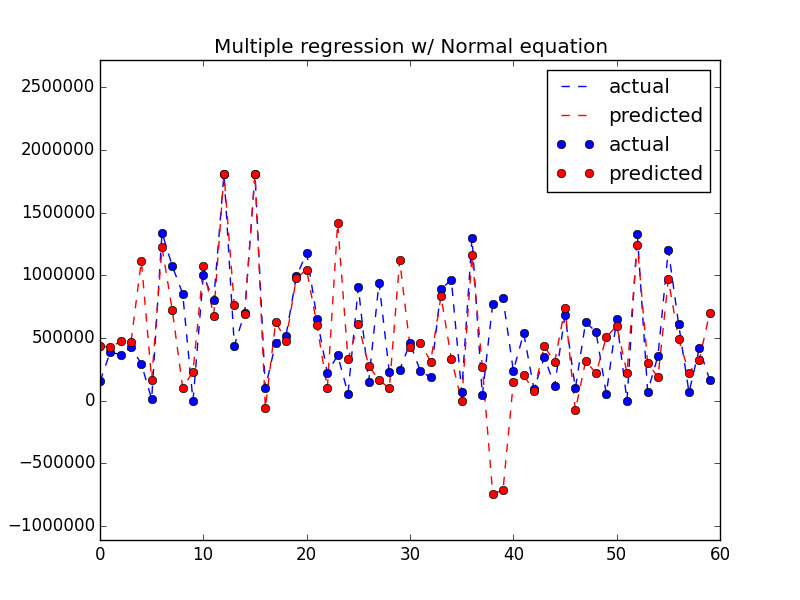 Multiple regression w/ Normal equation
actual
predicted
actual
predicted
2500000
2000000
1500000
1000000
500000
0
−500000
−1000000
0 10 20 30 40 50 60